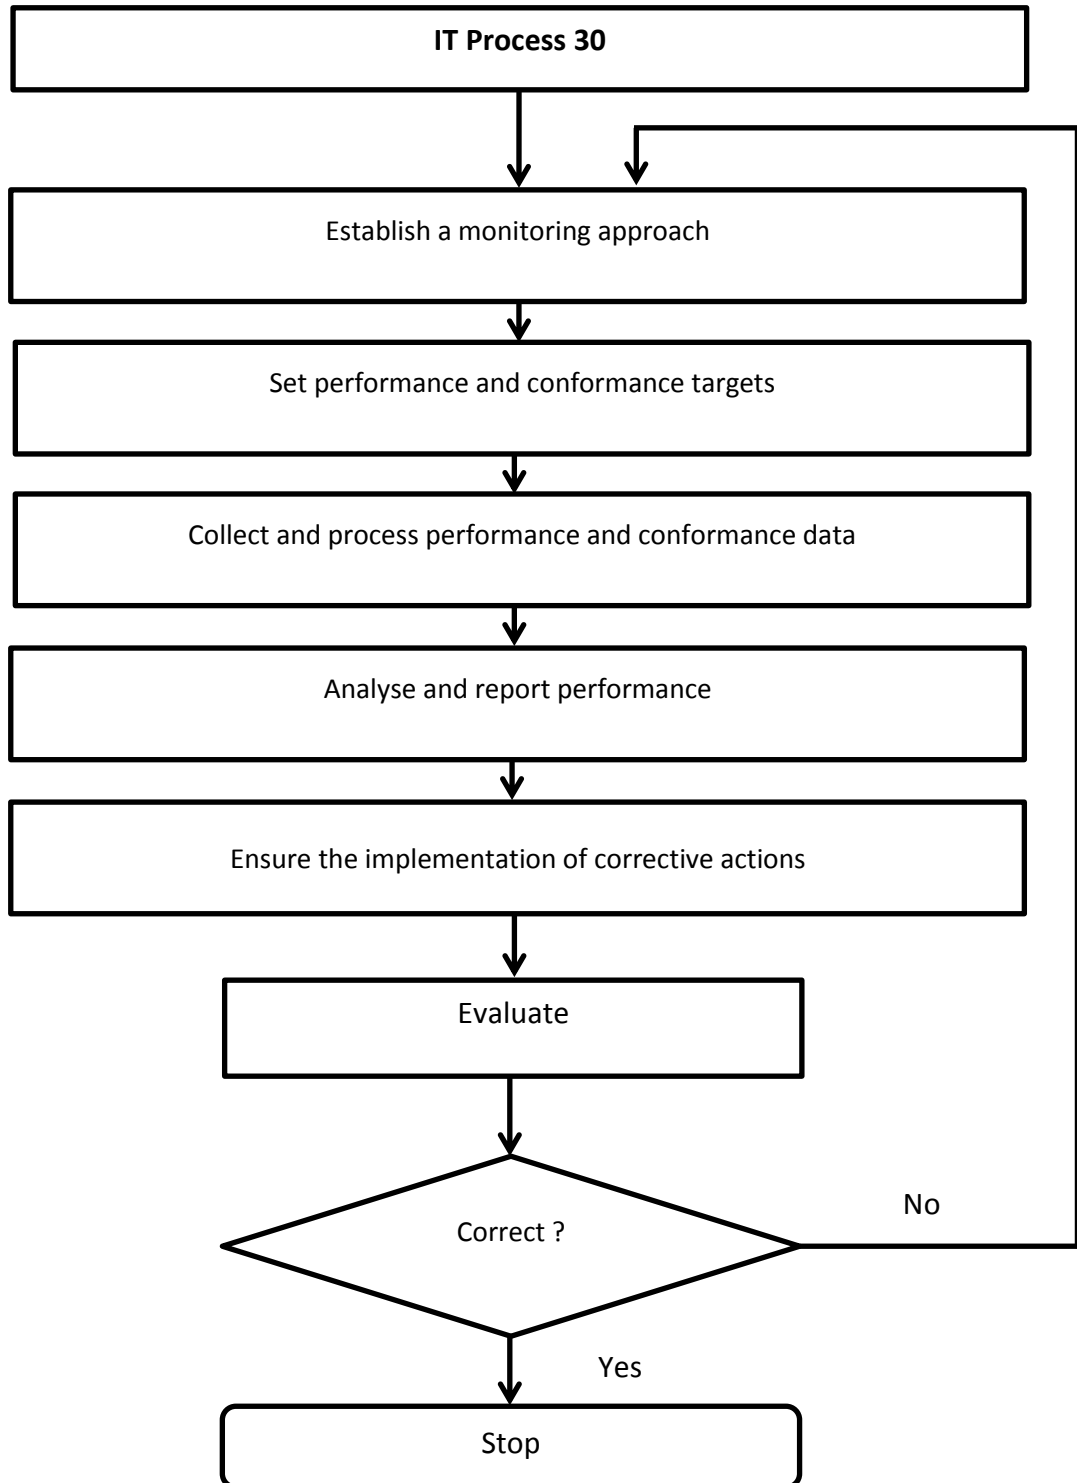 IT Process 30
Establish a monitoring approach
Set performance and conformance targets
Collect and process performance and conformance data
Analyse and report performance
Ensure the implementation of corrective actions
Evaluate
Correct ?
No
Yes
Stop